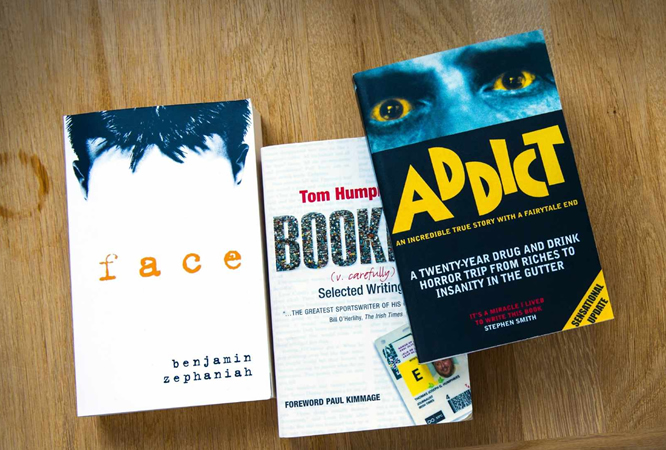 face
benjamin
zephaniah
Tom Hump
BOOK
(v. carefully)
Selected Writing
"...THE GREATEST SPORTSWRITER OF HIS
Bill O'Herlihy, The Irish Times
E
FOREWORD PAUL KIMMAGE
ADDICT
AN INCREDIBLE TRUE STORY WITH A FAIRYTALE END
A TWENTY-YEAR DRUG AND DRINK
HORROR TRIP FROM RICHES TO
INSANITY IN THE GUTTER
IT'S A MIRACLE I LIVED
TO WRITE THIS BOOK
STEPHEN SMITH
SENSATIONAL
UPDATE